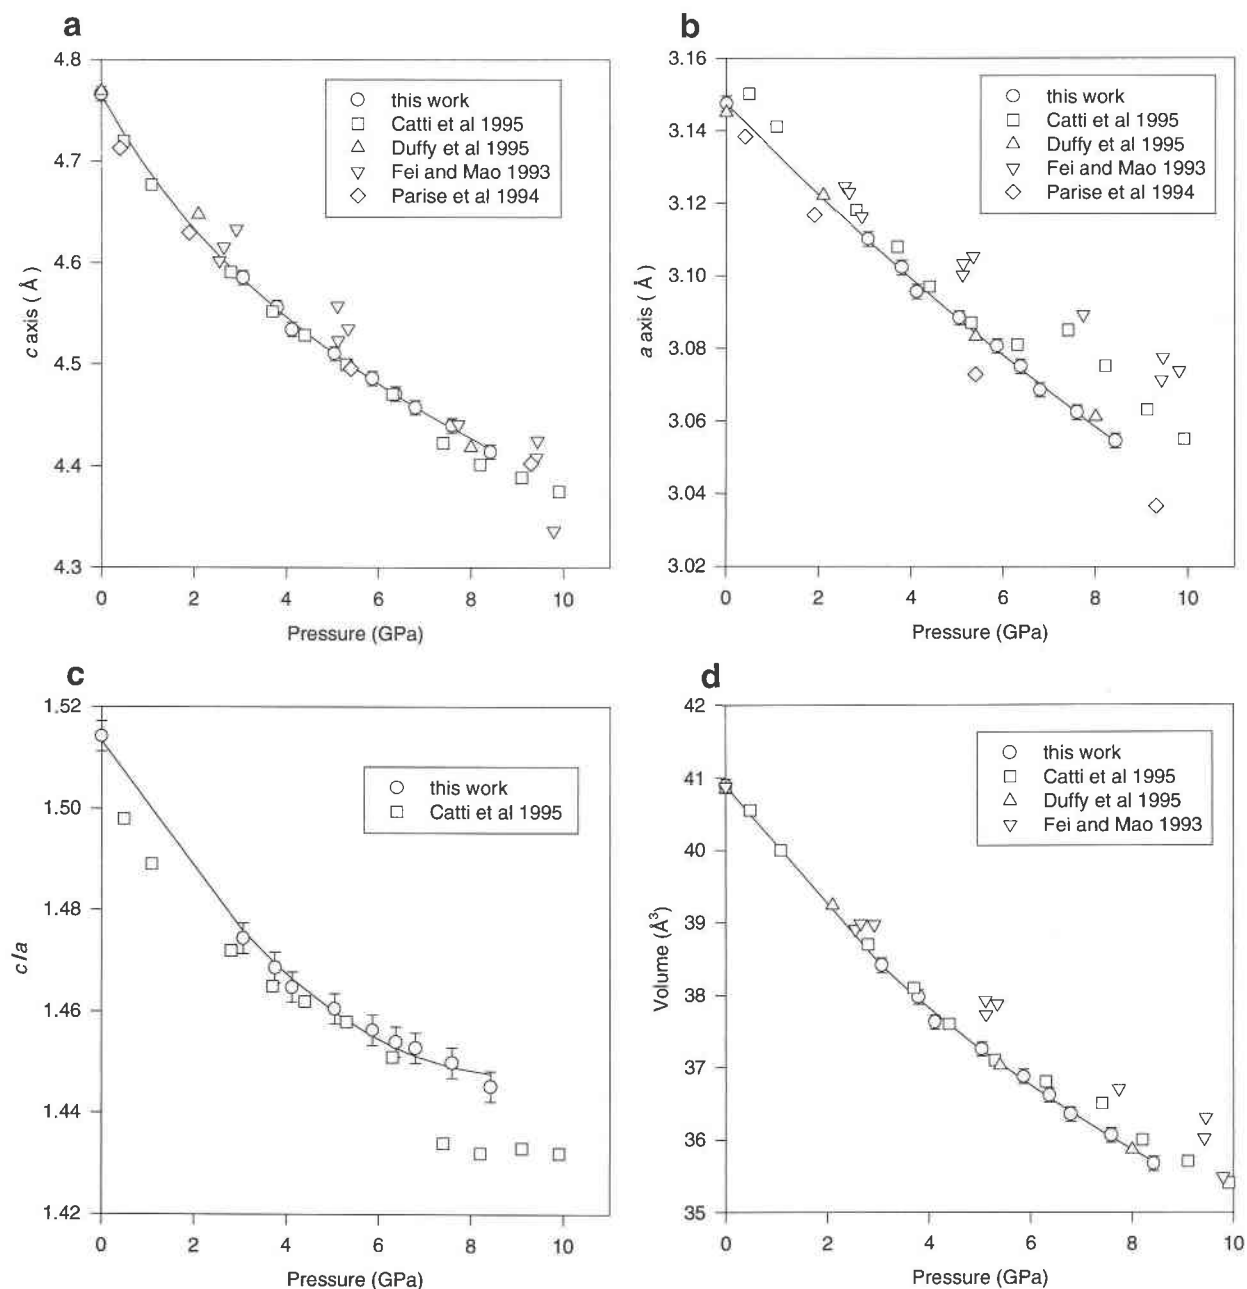 a
4.8
4.7
4.6
4.5
4.4
4.3
c axis ( Å )
this work
Catti et al 1995
Duffy et al 1995
Fei and Mao 1993
Parise et al 1994
0 2 4 6 8 10
Pressure (GPa)
b
3.16
3.14
3.12
3.10
3.08
3.06
3.04
3.02
a axis ( Å )
this work
Catti et al 1995
Duffy et al 1995
Fei and Mao 1993
Parise et al 1994
0 2 4 6 8 10
Pressure (GPa)
c
1.52
1.50
1.48
1.46
1.44
1.42
c/a
this work
Catti et al 1995
0 2 4 6 8 10
Pressure (GPa)
d
42
41
40
39
38
37
36
35
Volume (Å³)
this work
Catti et al 1995
Duffy et al 1995
Fei and Mao 1993
0 2 4 6 8 10
Pressure (GPa)